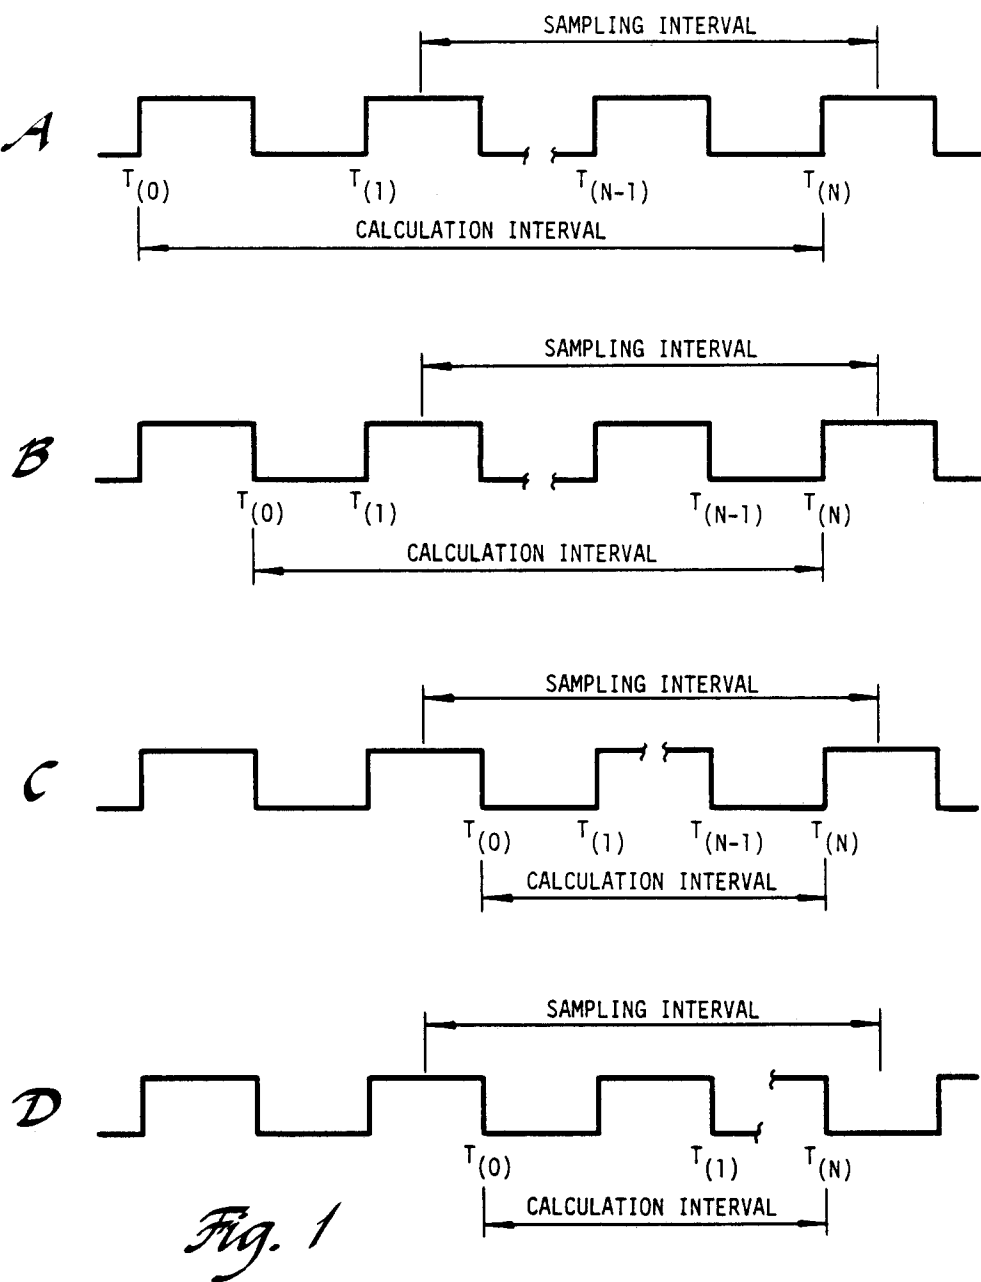 SAMPLING INTERVAL
A
T(0) T(1) T(N-1) T(N)
CALCULATION INTERVAL
SAMPLING INTERVAL
B
T(0) T(1) T(N-1) T(N)
CALCULATION INTERVAL
SAMPLING INTERVAL
C
T(0) T(1) T(N-1) T(N)
CALCULATION INTERVAL
SAMPLING INTERVAL
D
T(0) T(1) T(N)
CALCULATION INTERVAL
Fig. 1